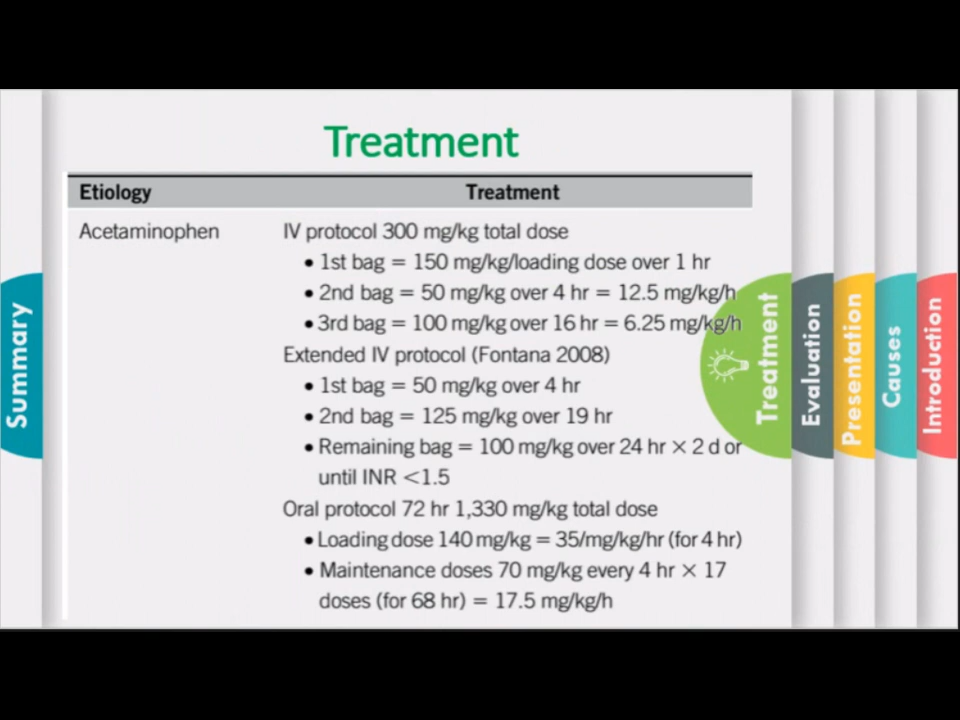 Treatment
Etiology Treatment
Acetaminophen IV protocol 300 mg/kg total dose
• 1st bag = 150 mg/kg/loading dose over 1 hr
• 2nd bag = 50 mg/kg over 4 hr = 12.5 mg/kg/h
• 3rd bag = 100 mg/kg over 16 hr = 6.25 mg/kg/h
Extended IV protocol (Fontana 2008)
• 1st bag = 50 mg/kg over 4 hr
• 2nd bag = 125 mg/kg over 19 hr
• Remaining bag = 100 mg/kg over 24 hr × 2 d or
until INR <1.5
Oral protocol 72 hr 1,330 mg/kg total dose
• Loading dose 140 mg/kg = 35/mg/kg/hr (for 4 hr)
• Maintenance doses 70 mg/kg every 4 hr × 17
doses (for 68 hr) = 17.5 mg/kg/h
Summary
Treatment
Evaluation
Presentation
Causes
Introduction